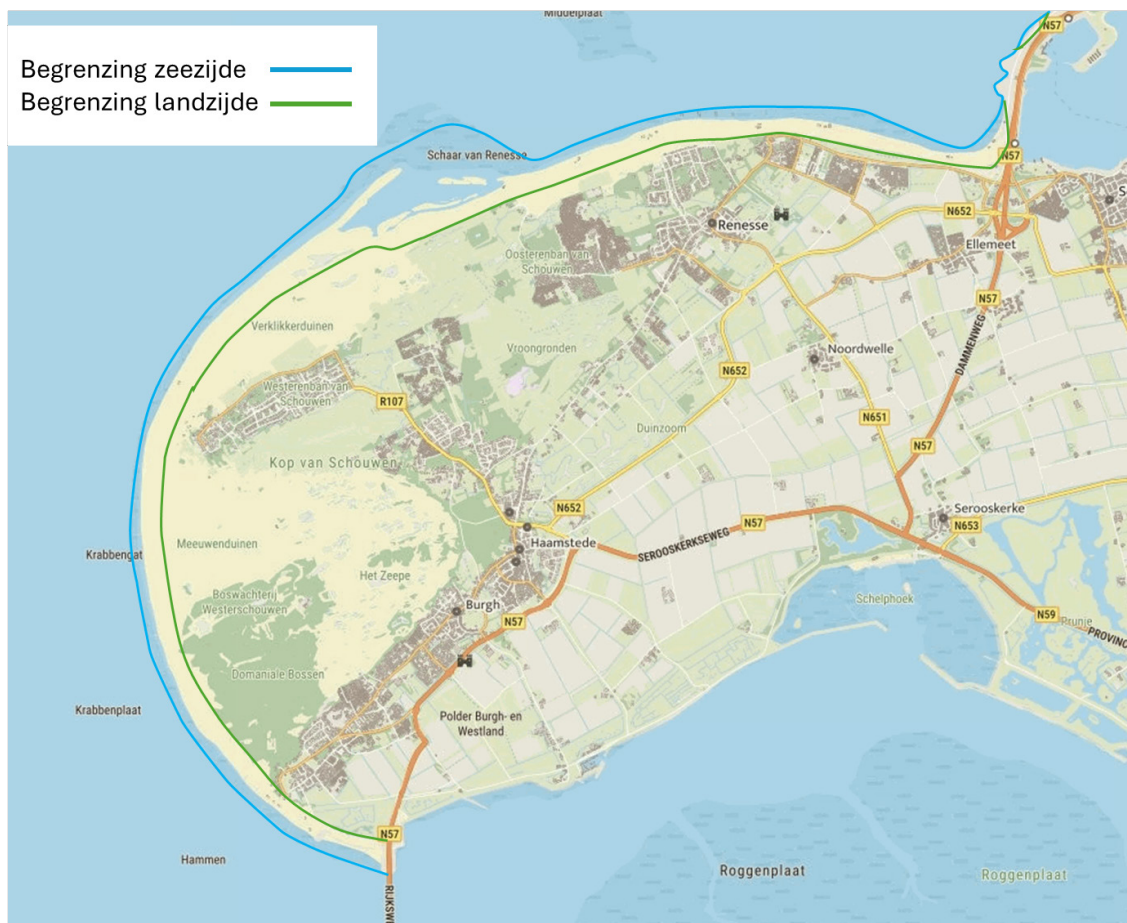 Middelplaat
N57
Begrenzing zeezijde
Begrenzing landzijde
Schaar van Renesse
N57
S
N652
Renesse
Ellemeet
Oosterenban van
Schouwen
N57
Verklikkerduinen
DAMMENWEG
Vroongronden
Noordwelle
N652
Westerenban van
Schouwen
R107
N651
Duinzoom
N57
Kop van Schouwen
N652
Serooskerke
N57
N653
Haamstede
SEROOSKERKSEWEG
Meeuwenduinen
Krabbengat
Het Zeepe
Boswachterij
Westerschouwen
Schelphoek
Burgh
N57
N59
Prunje
PROVINC
Domaniale Bossen
Krabbenplaat
Polder Burgh- en
Westland
N57
Hammen
Roggenplaat
Roggenplaat
RIJKSW